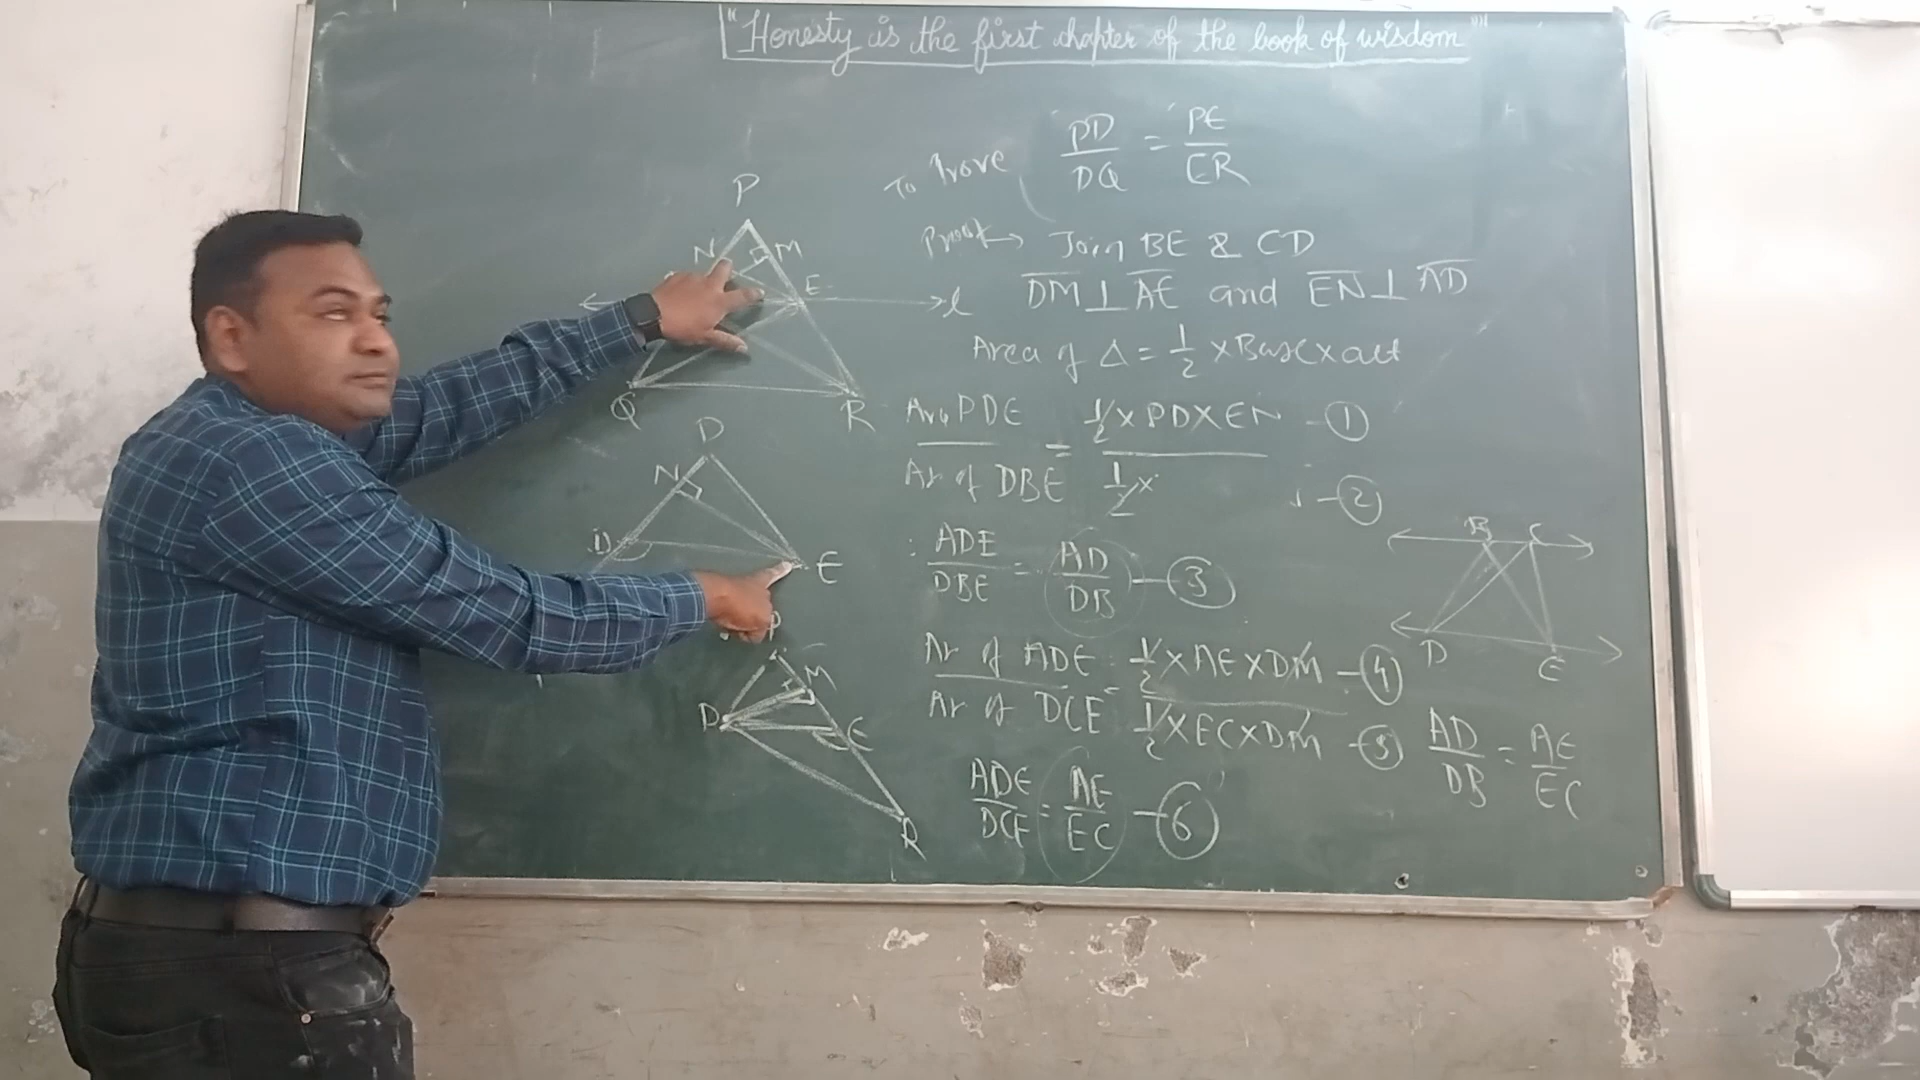 "Honesty is the first chapter of the book of wisdom"
To Prove PD/DQ = PE/ER
Proof → Join BE & CD
DM ⊥ AE and EN ⊥ AD
Area of Δ = 1/2 × Base × alt
Ar PDE = 1/2 × PD × EN - ①
Ar of DBE 1/2 × - ②
ADE/DBE = AD/DB - ③
Ar of ADE = 1/2 × AE × DM - ④
Ar of DCE 1/2 × EC × DM - ⑤
ADE/DCE = AE/EC - ⑥
AD/DB = AE/EC
P
N M
E l
Q R
D
N
D E
P
M
D E
R
B C
D E